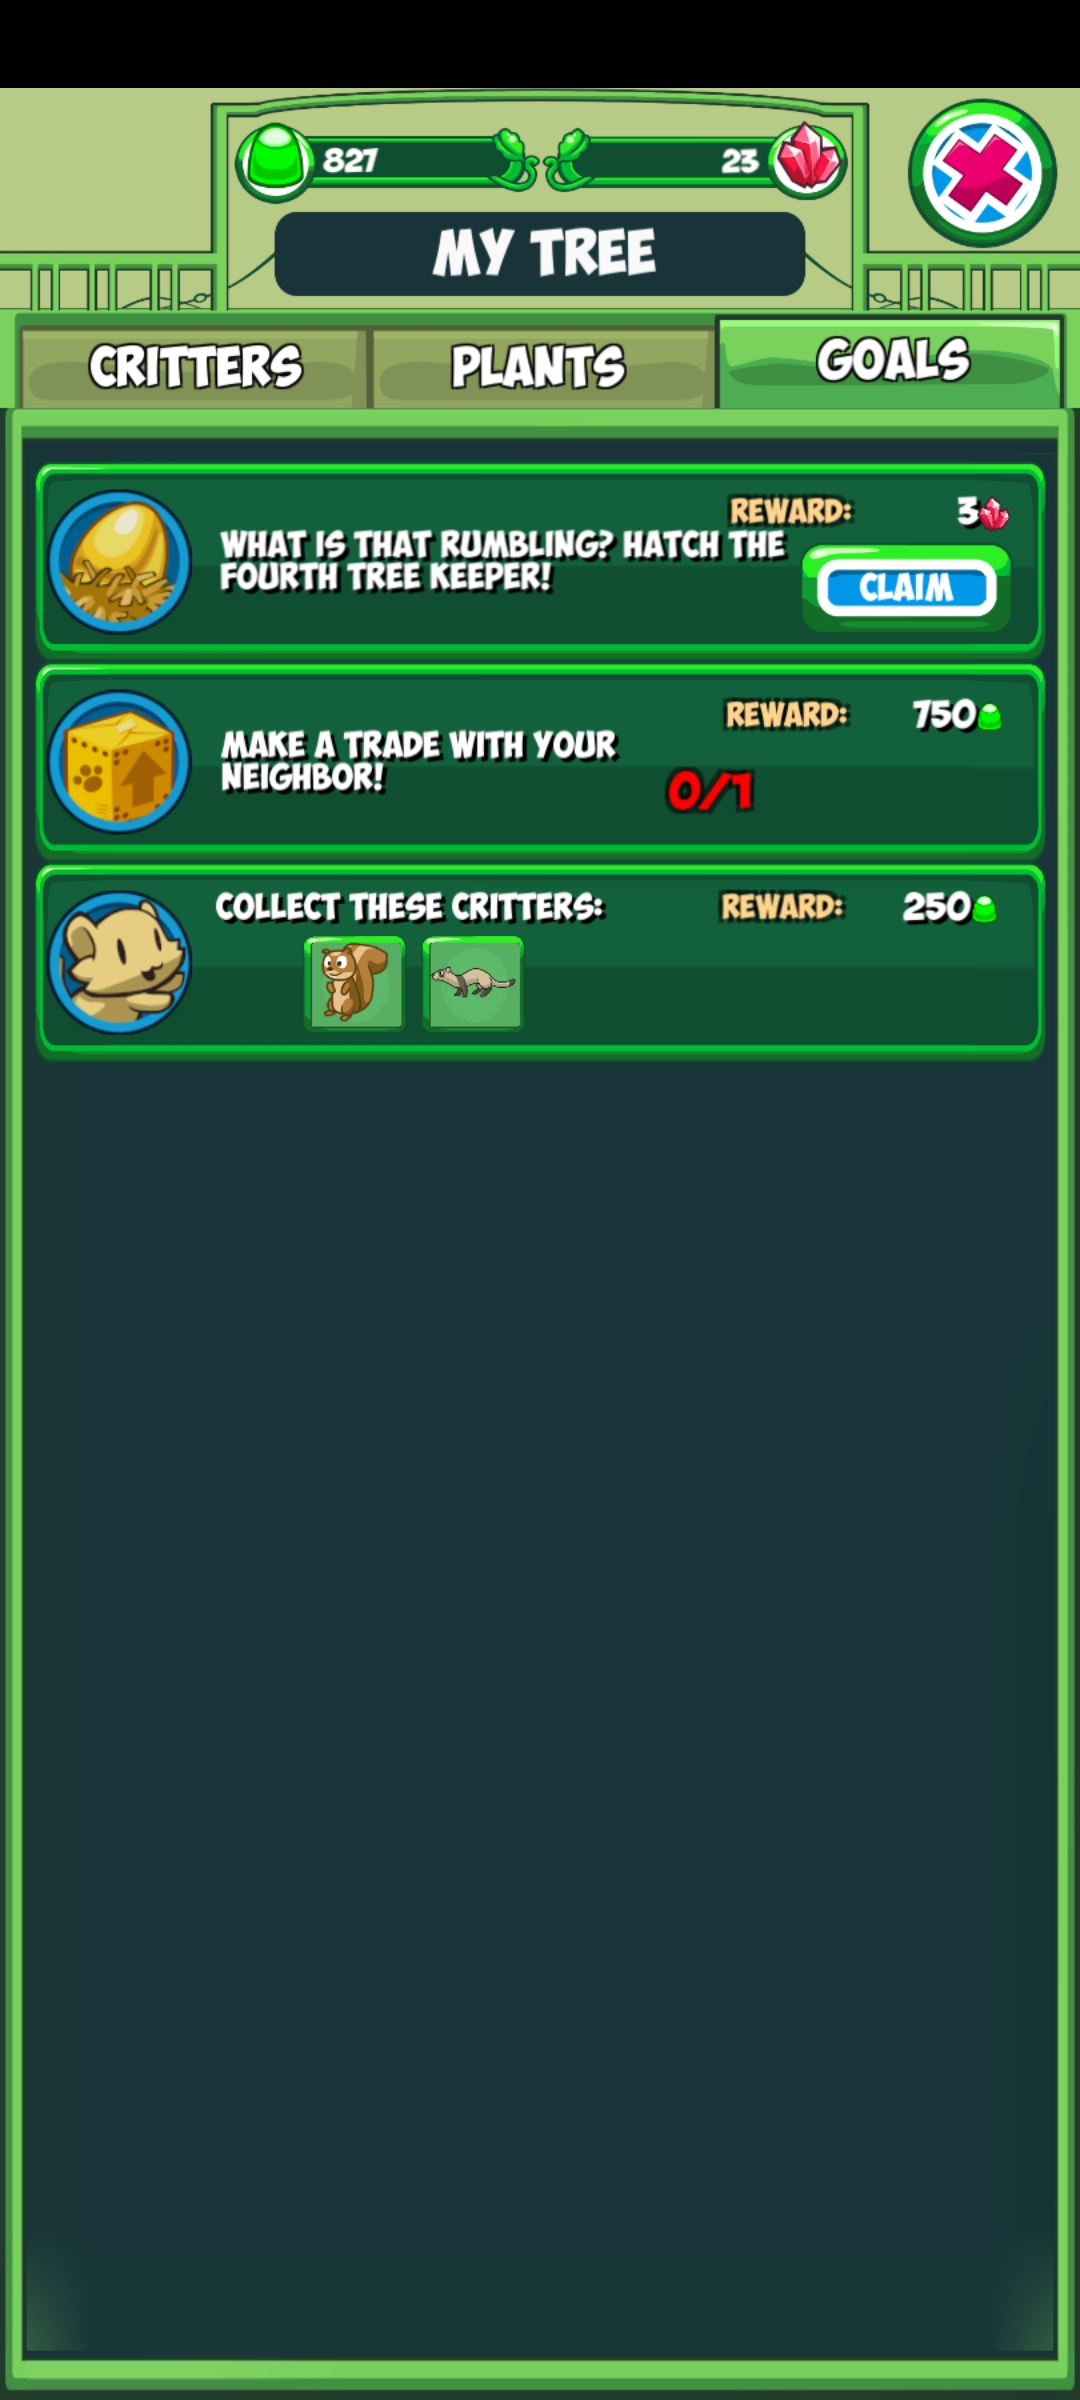 827
23
MY TREE
CRITTERS
PLANTS
GOALS
REWARD: 3
WHAT IS THAT RUMBLING? HATCH THE
FOURTH TREE KEEPER!
CLAIM
REWARD: 750
MAKE A TRADE WITH YOUR
NEIGHBOR!
0/1
COLLECT THESE CRITTERS:
REWARD: 250